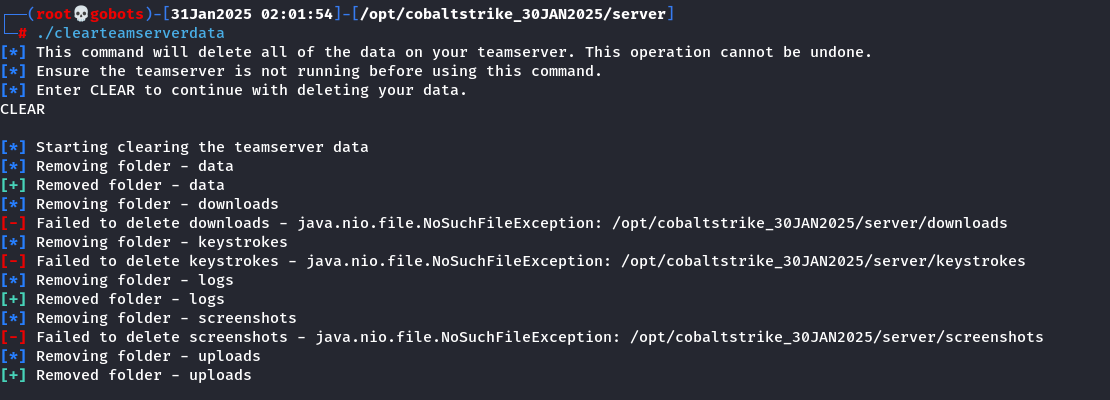 ┌──(root💀gobots)-[31Jan2025 02:01:54]-[/opt/cobaltstrike_30JAN2025/server]
└─# ./clearteamserverdata
[*] This command will delete all of the data on your teamserver. This operation cannot be undone.
[*] Ensure the teamserver is not running before using this command.
[*] Enter CLEAR to continue with deleting your data.
CLEAR
[*] Starting clearing the teamserver data
[*] Removing folder - data
[+] Removed folder - data
[*] Removing folder - downloads
[-] Failed to delete downloads - java.nio.file.NoSuchFileException: /opt/cobaltstrike_30JAN2025/server/downloads
[*] Removing folder - keystrokes
[-] Failed to delete keystrokes - java.nio.file.NoSuchFileException: /opt/cobaltstrike_30JAN2025/server/keystrokes
[*] Removing folder - logs
[+] Removed folder - logs
[*] Removing folder - screenshots
[-] Failed to delete screenshots - java.nio.file.NoSuchFileException: /opt/cobaltstrike_30JAN2025/server/screenshots
[*] Removing folder - uploads
[+] Removed folder - uploads